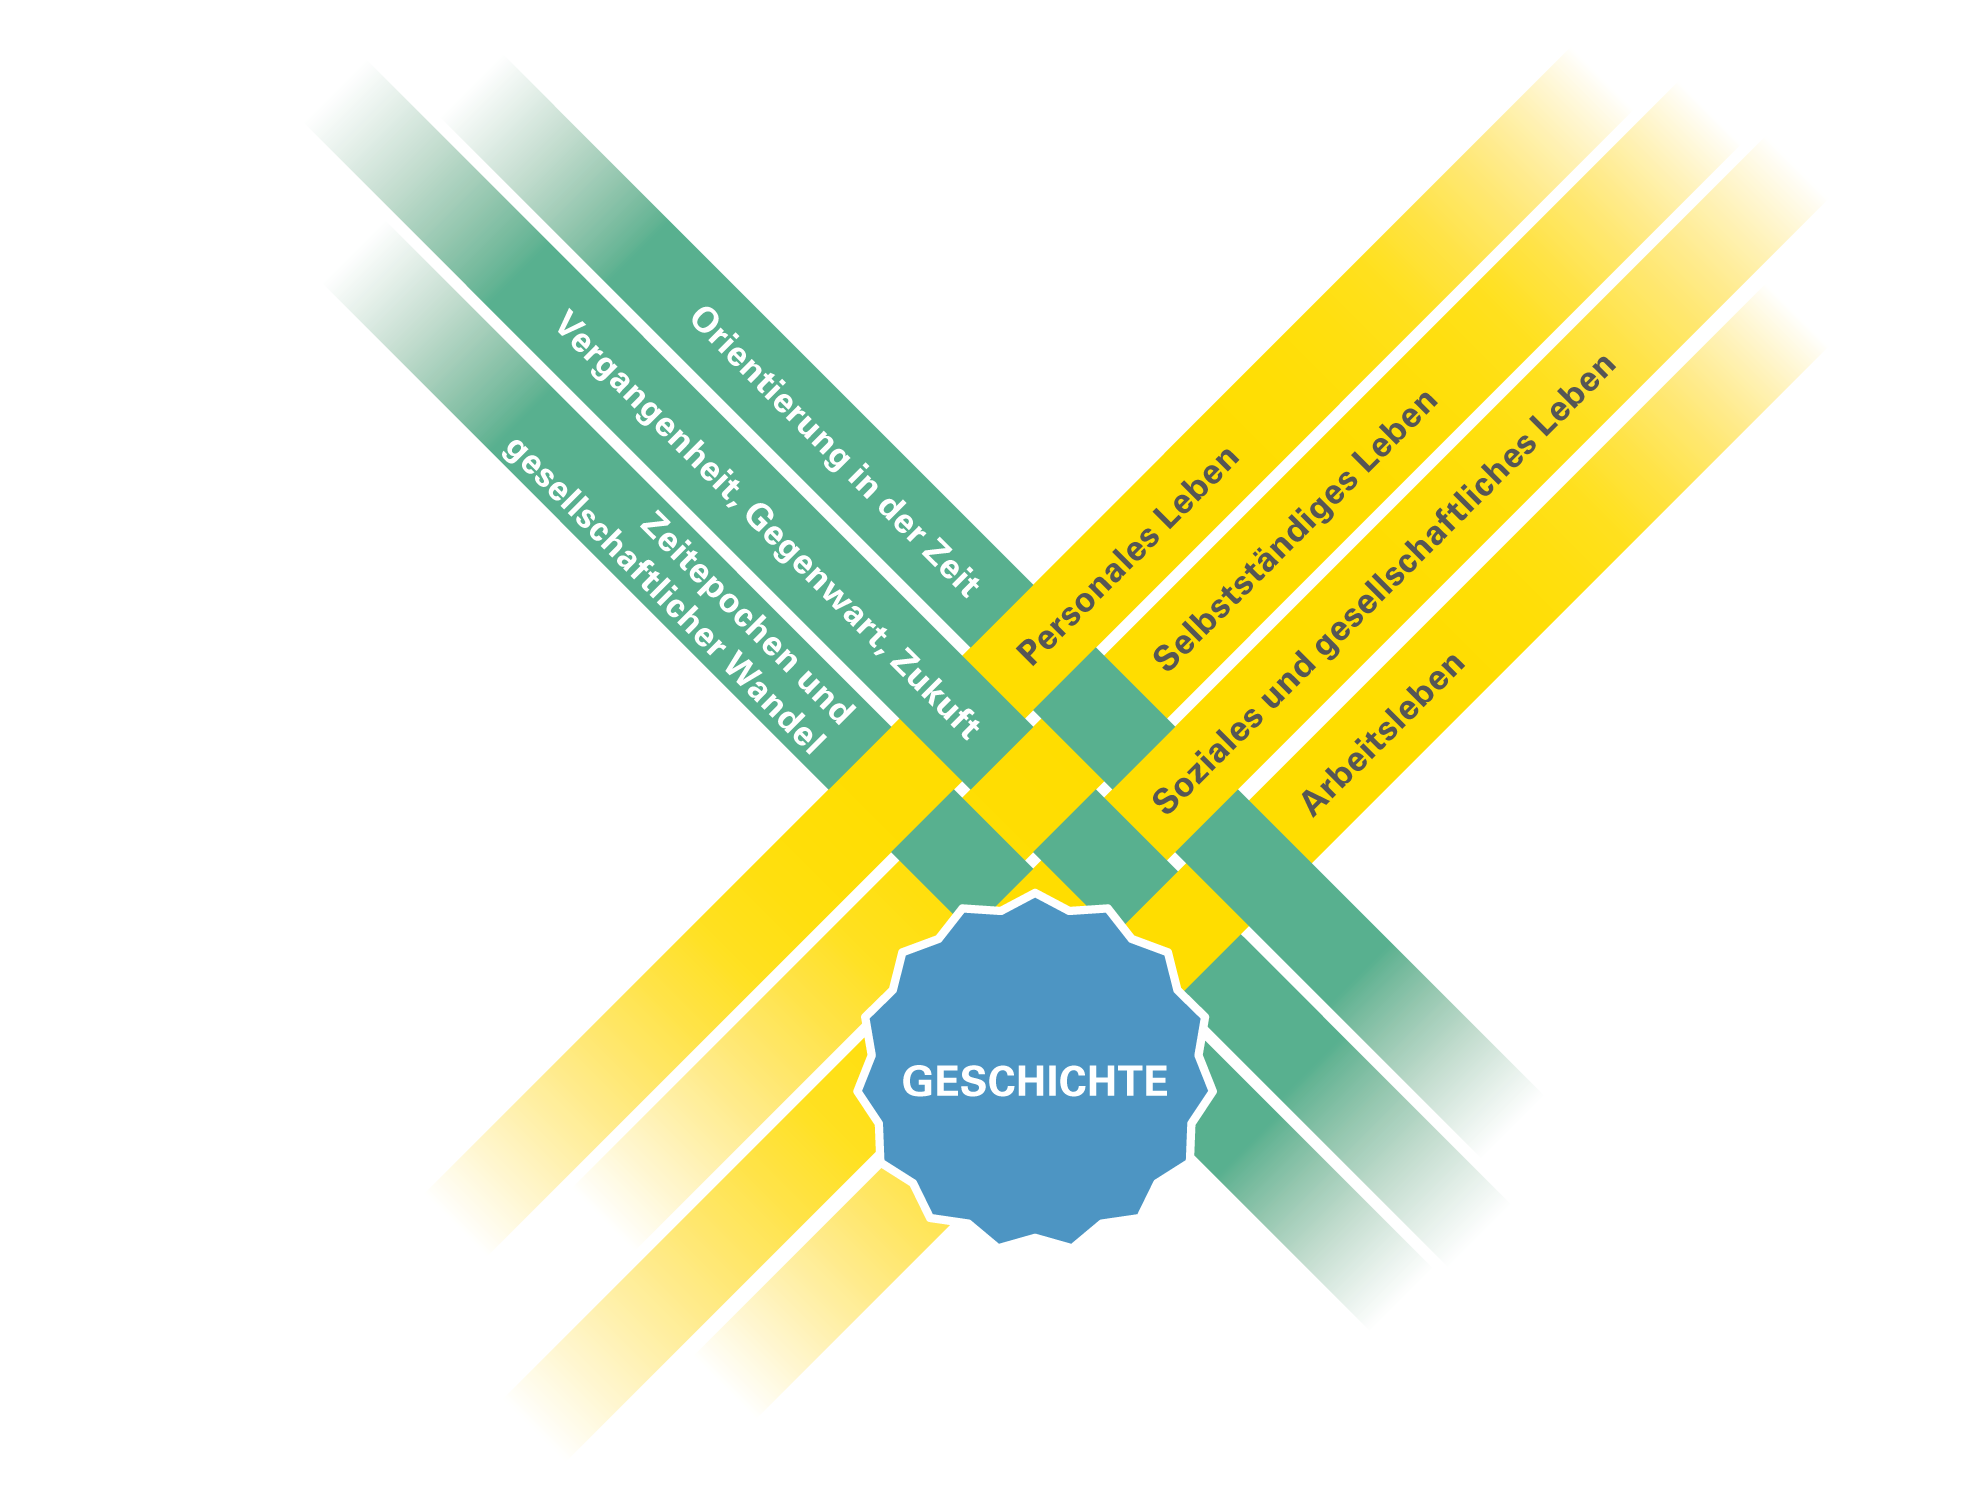 Orientierung in der Zeit
Vergangenheit, Gegenwart, Zukuft
Zeitepochen und
gesellschaftlicher Wandel
Personales Leben
Selbstständiges Leben
Soziales und gesellschaftliches Leben
Arbeitsleben
GESCHICHTE